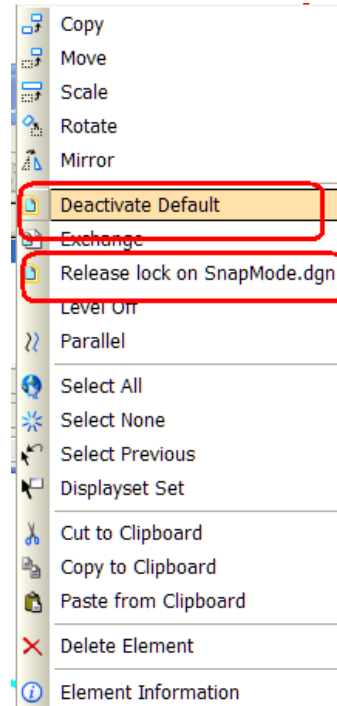 Copy
Move
Scale
Rotate
Mirror
Deactivate Default
Exchange
Release lock on SnapMode.dgn
Level Off
Parallel
Select All
Select None
Select Previous
Displayset Set
Cut to Clipboard
Copy to Clipboard
Paste from Clipboard
Delete Element
Element Information